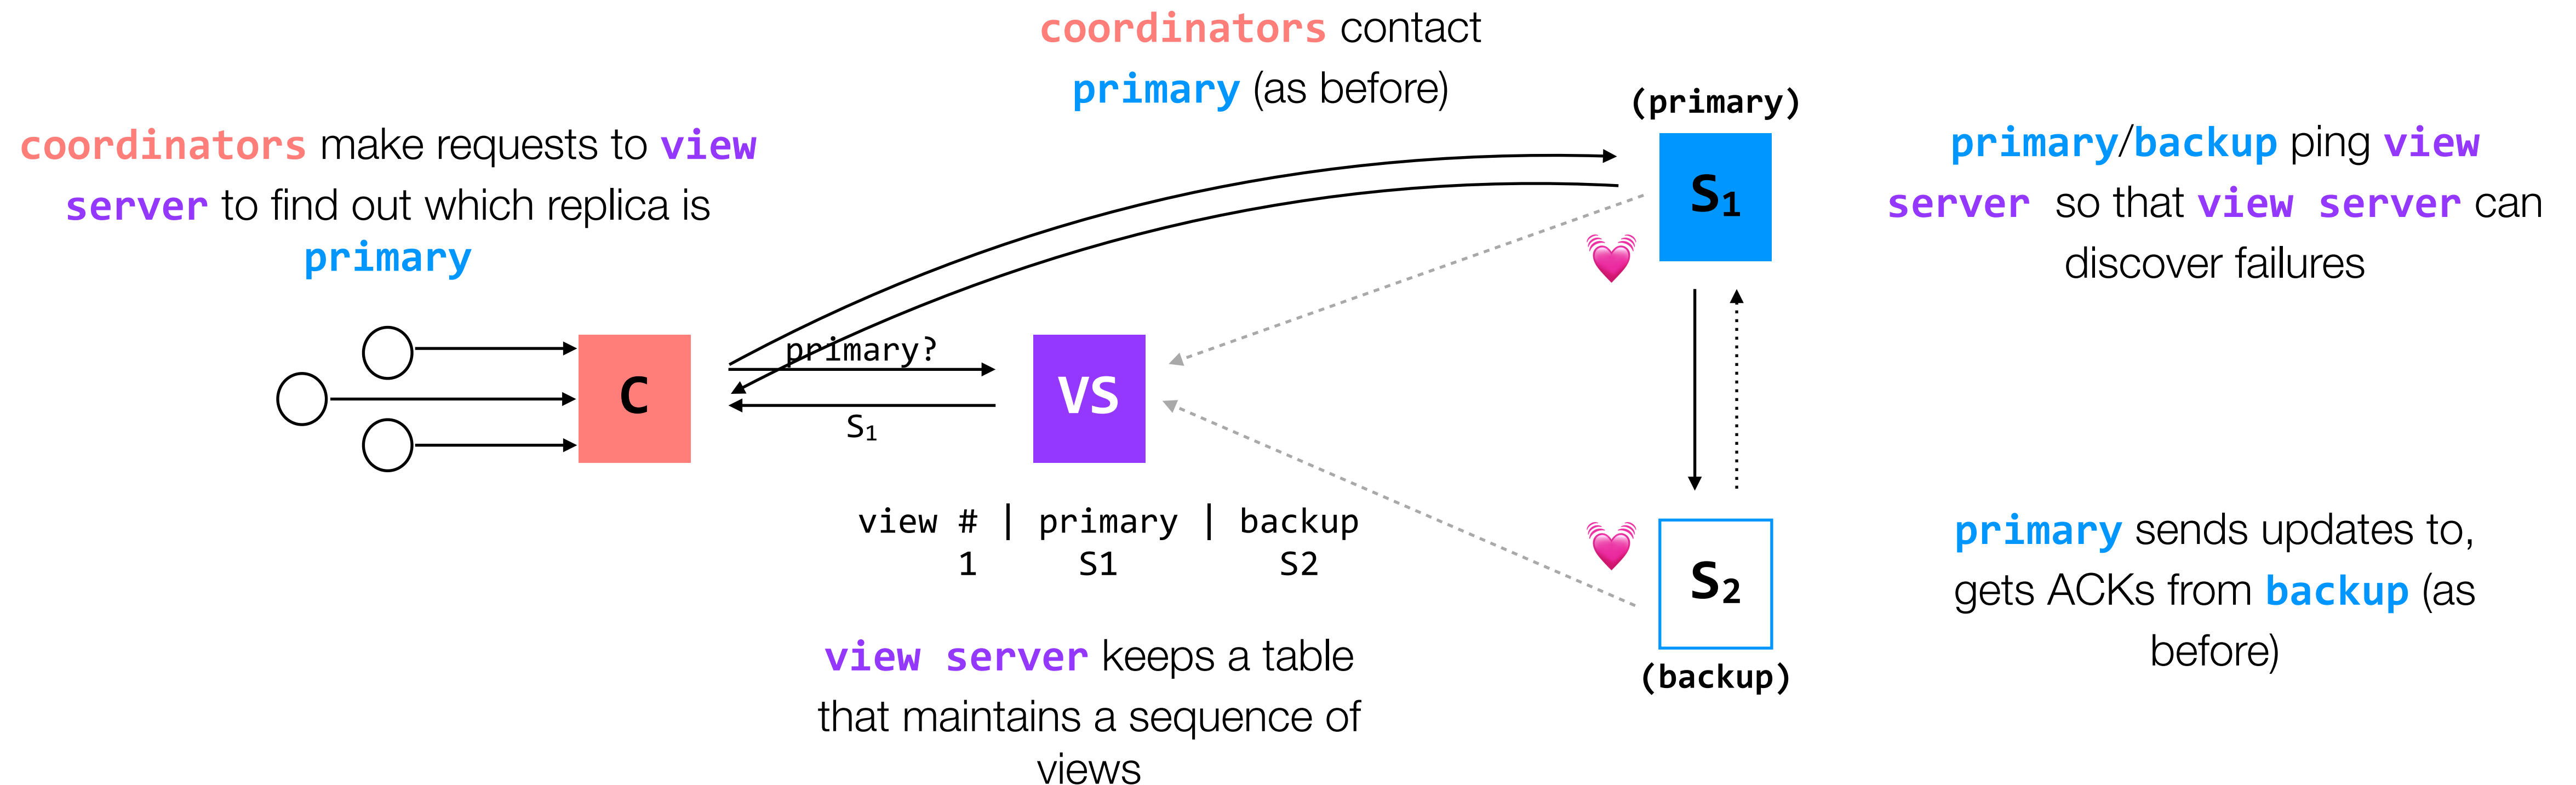 coordinators contact
primary (as before)
(primary)
coordinators make requests to view
server to find out which replica is
primary
primary/backup ping view
server so that view server can
discover failures
S₁
primary?
C
VS
S₁
view # | primary | backup
1 S1 S2
S₂
(backup)
primary sends updates to,
gets ACKs from backup (as
before)
view server keeps a table
that maintains a sequence of
views